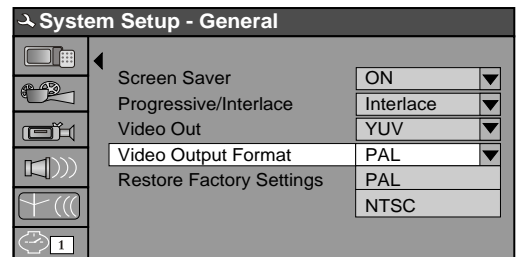 System Setup - General
Screen Saver ON
Progressive/Interlace Interlace
Video Out YUV
Video Output Format PAL
Restore Factory Settings PAL
NTSC
1